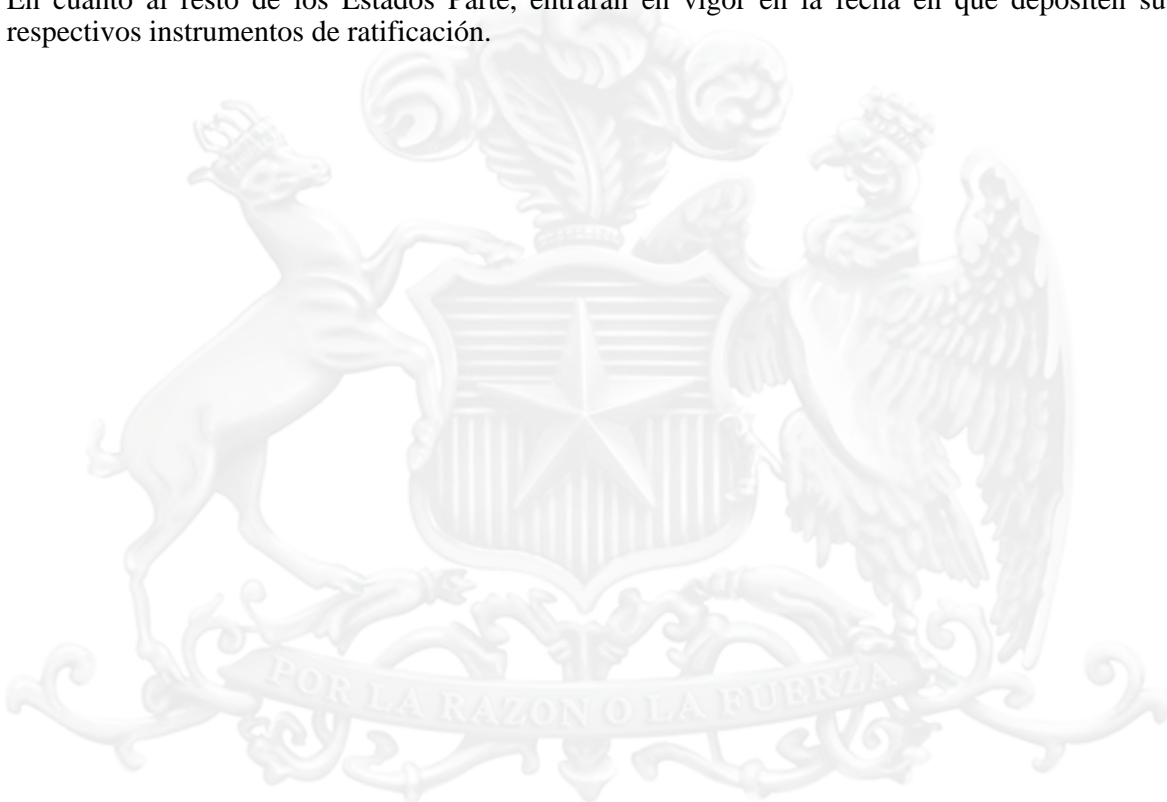 En cuanto al resto de los Estados Parte, entrarán en vigor en la fecha en que depositen su
respectivos instrumentos de ratificación.
POR LA RAZON O LA FUERZA